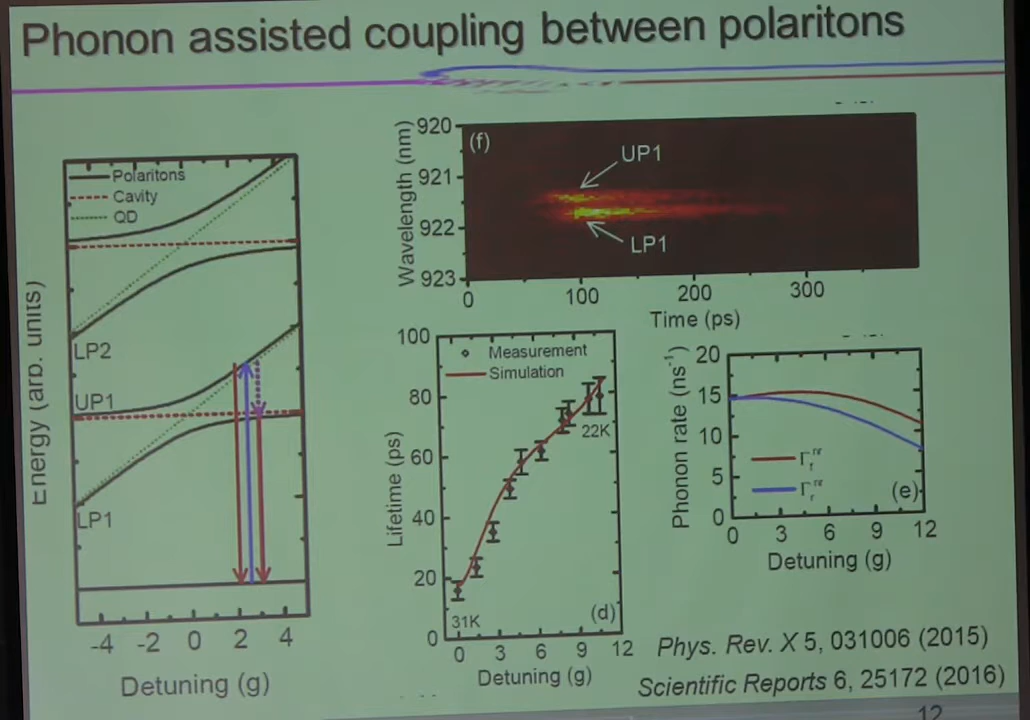 Phonon assisted coupling between polaritons
Polaritons
Cavity
QD
LP2
UP1
LP1
Energy (arb. units)
-4 -2 0 2 4
Detuning (g)
(f)
UP1
LP1
Wavelength (nm)
920
921
922
923
0 100 200 300
Time (ps)
Measurement
Simulation
22K
31K
(d)
Lifetime (ps)
100
80
60
40
20
0
0 3 6 9 12
Detuning (g)
Phonon rate (ns⁻¹)
20
15
10
5
0
(e)
0 3 6 9 12
Detuning (g)
Phys. Rev. X 5, 031006 (2015)
Scientific Reports 6, 25172 (2016)
12